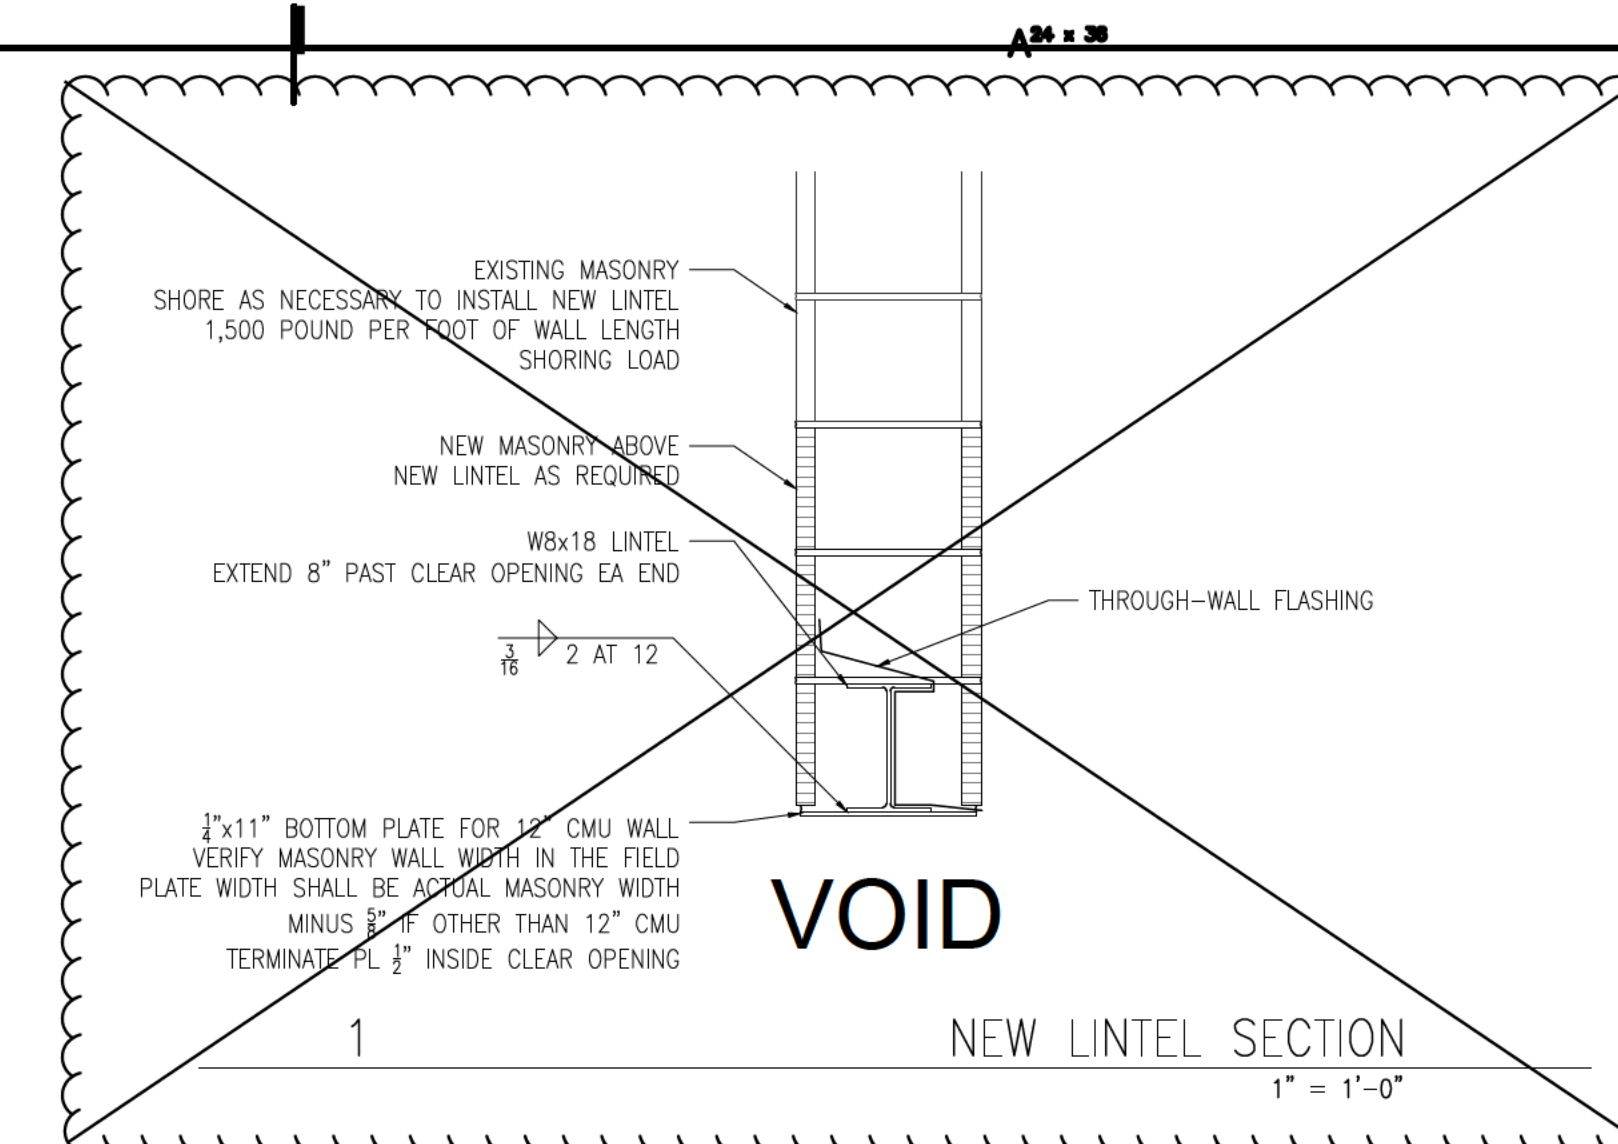 A 24 x 36
EXISTING MASONRY
SHORE AS NECESSARY TO INSTALL NEW LINTEL
1,500 POUND PER FOOT OF WALL LENGTH
SHORING LOAD
NEW MASONRY ABOVE
NEW LINTEL AS REQUIRED
W8x18 LINTEL
EXTEND 8" PAST CLEAR OPENING EA END
THROUGH-WALL FLASHING
3/16 2 AT 12
1/4"x11" BOTTOM PLATE FOR 12" CMU WALL
VERIFY MASONRY WALL WIDTH IN THE FIELD
PLATE WIDTH SHALL BE ACTUAL MASONRY WIDTH
MINUS 5/8" IF OTHER THAN 12" CMU
TERMINATE PL 1/2" INSIDE CLEAR OPENING
VOID
1 NEW LINTEL SECTION
1" = 1'-0"